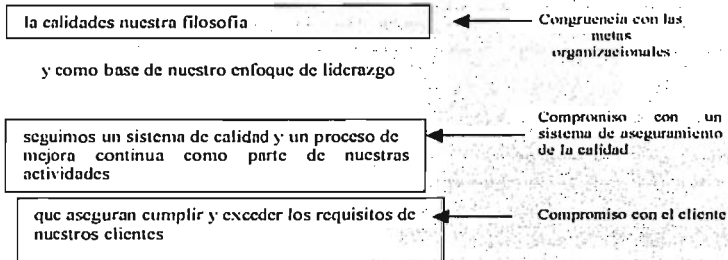 la calidades nuestra filosofia
Congruencia con las
metas
organizacionales
y como base de nuestro enfoque de liderazgo
seguimos un sistema de calidad y un proceso de
mejora continua como parte de nuestras
actividades
Compromiso con un
sistema de aseguramiento
de la calidad
que aseguran cumplir y exceder los requisitos de
nuestros clientes
Compromiso con el cliente